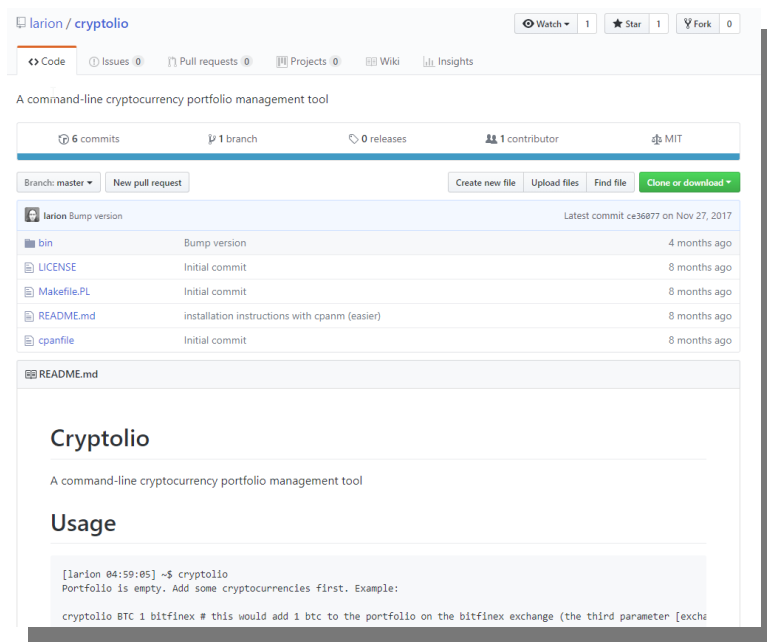 larion / cryptolio
Watch 1 Star 1 Fork 0
Code Issues 0 Pull requests 0 Projects 0 Wiki Insights
A command-line cryptocurrency portfolio management tool
6 commits 1 branch 0 releases 1 contributor MIT
Branch: master New pull request Create new file Upload files Find file Clone or download
larion Bump version Latest commit ce36077 on Nov 27, 2017
bin Bump version 4 months ago
LICENSE Initial commit 8 months ago
Makefile.PL Initial commit 8 months ago
README.md installation instructions with cpanm (easier) 8 months ago
cpanfile Initial commit 8 months ago
README.md
Cryptolio
A command-line cryptocurrency portfolio management tool
Usage
[larion 04:59:05] ~$ cryptolio
Portfolio is empty. Add some cryptocurrencies first. Example:
cryptolio BTC 1 bitfinex # this would add 1 btc to the portfolio on the bitfinex exchange (the third parameter [excha